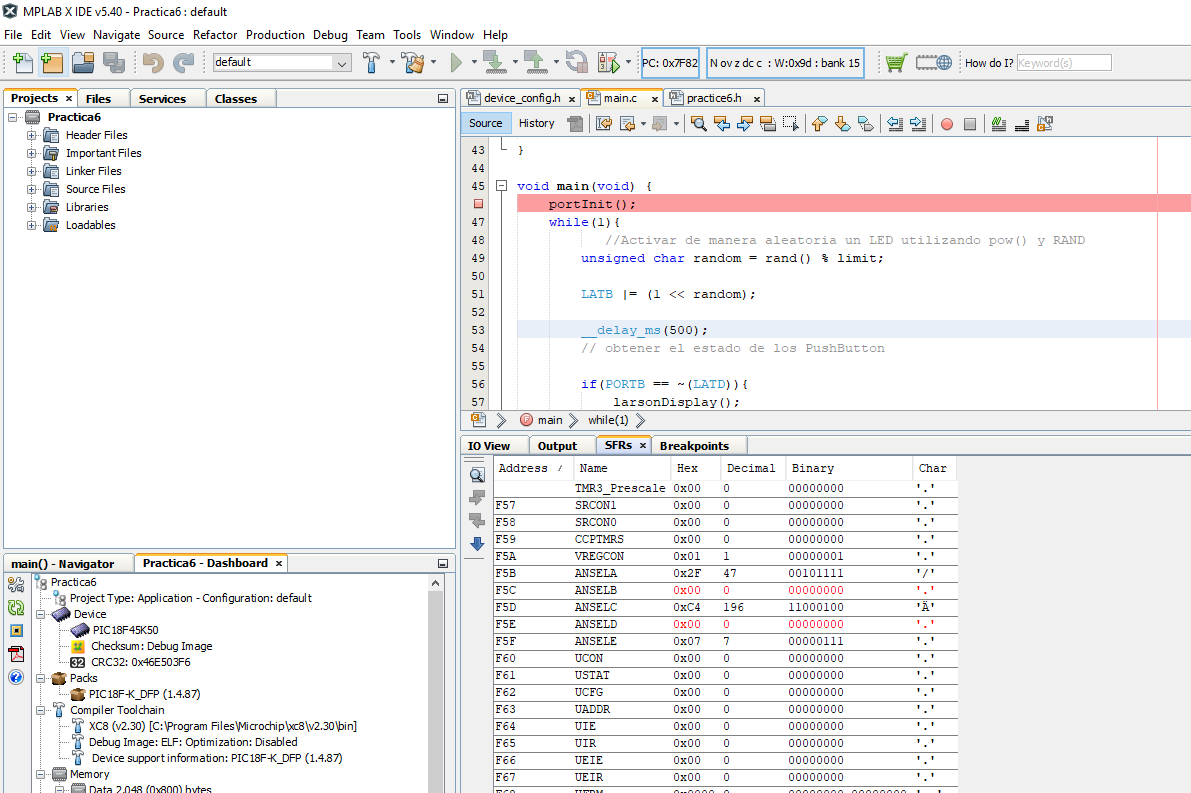 MPLAB X IDE v5.40 - Practica6 : default
File Edit View Navigate Source Refactor Production Debug Team Tools Window Help
default
PC: 0x7F82
N ov z dc c : W:0x9d : bank 15
How do I? Keyword(s)
Projects × Files Services Classes
Practica6
Header Files
Important Files
Linker Files
Source Files
Libraries
Loadables
device_config.h × main.c × practice6.h ×
Source History
43 }
44
45 void main(void) {
portInit();
47 while(1){
48 //Activar de manera aleatoria un LED utilizando pow() y RAND
49 unsigned char random = rand() % limit;
50
51 LATB |= (1 << random);
52
53 __delay_ms(500);
54 // obtener el estado de los PushButton
55
56 if(PORTB == ~(LATD)){
57 larsonDisplay();
main while(1)
IO View Output SFRs × Breakpoints
Address / Name Hex Decimal Binary Char
TMR3_Prescale 0x00 0 00000000 '.'
F57 SRCON1 0x00 0 00000000 '.'
F58 SRCON0 0x00 0 00000000 '.'
F59 CCPTMRS 0x00 0 00000000 '.'
F5A VREGCON 0x01 1 00000001 '.'
F5B ANSELA 0x2F 47 00101111 '/'
F5C ANSELB 0x00 0 00000000 '.'
F5D ANSELC 0xC4 196 11000100 'Ä'
F5E ANSELD 0x00 0 00000000 '.'
F5F ANSELE 0x07 7 00000111 '.'
F60 UCON 0x00 0 00000000 '.'
F61 USTAT 0x00 0 00000000 '.'
F62 UCFG 0x00 0 00000000 '.'
F63 UADDR 0x00 0 00000000 '.'
F64 UIE 0x00 0 00000000 '.'
F65 UIR 0x00 0 00000000 '.'
F66 UEIE 0x00 0 00000000 '.'
F67 UEIR 0x00 0 00000000 '.'
main() - Navigator Practica6 - Dashboard ×
Practica6
Project Type: Application - Configuration: default
Device
PIC18F45K50
Checksum: Debug Image
32 CRC32: 0x46E503F6
Packs
PIC18F-K_DFP (1.4.87)
Compiler Toolchain
XC8 (v2.30) [C:\Program Files\Microchip\xc8\v2.30\bin]
Debug Image: ELF: Optimization: Disabled
Device support information: PIC18F-K_DFP (1.4.87)
Memory
Data 2,048 (0x800) bytes